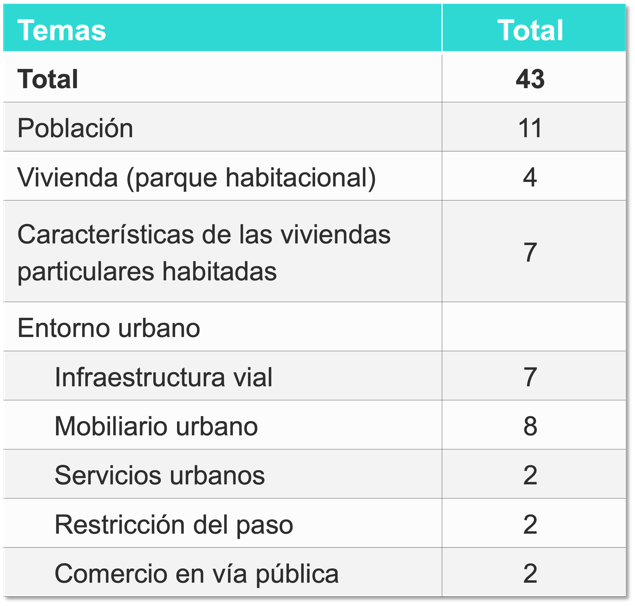 Temas Total
Total 43
Población 11
Vivienda (parque habitacional) 4
Características de las viviendas
particulares habitadas 7
Entorno urbano
Infraestructura vial 7
Mobiliario urbano 8
Servicios urbanos 2
Restricción del paso 2
Comercio en vía pública 2